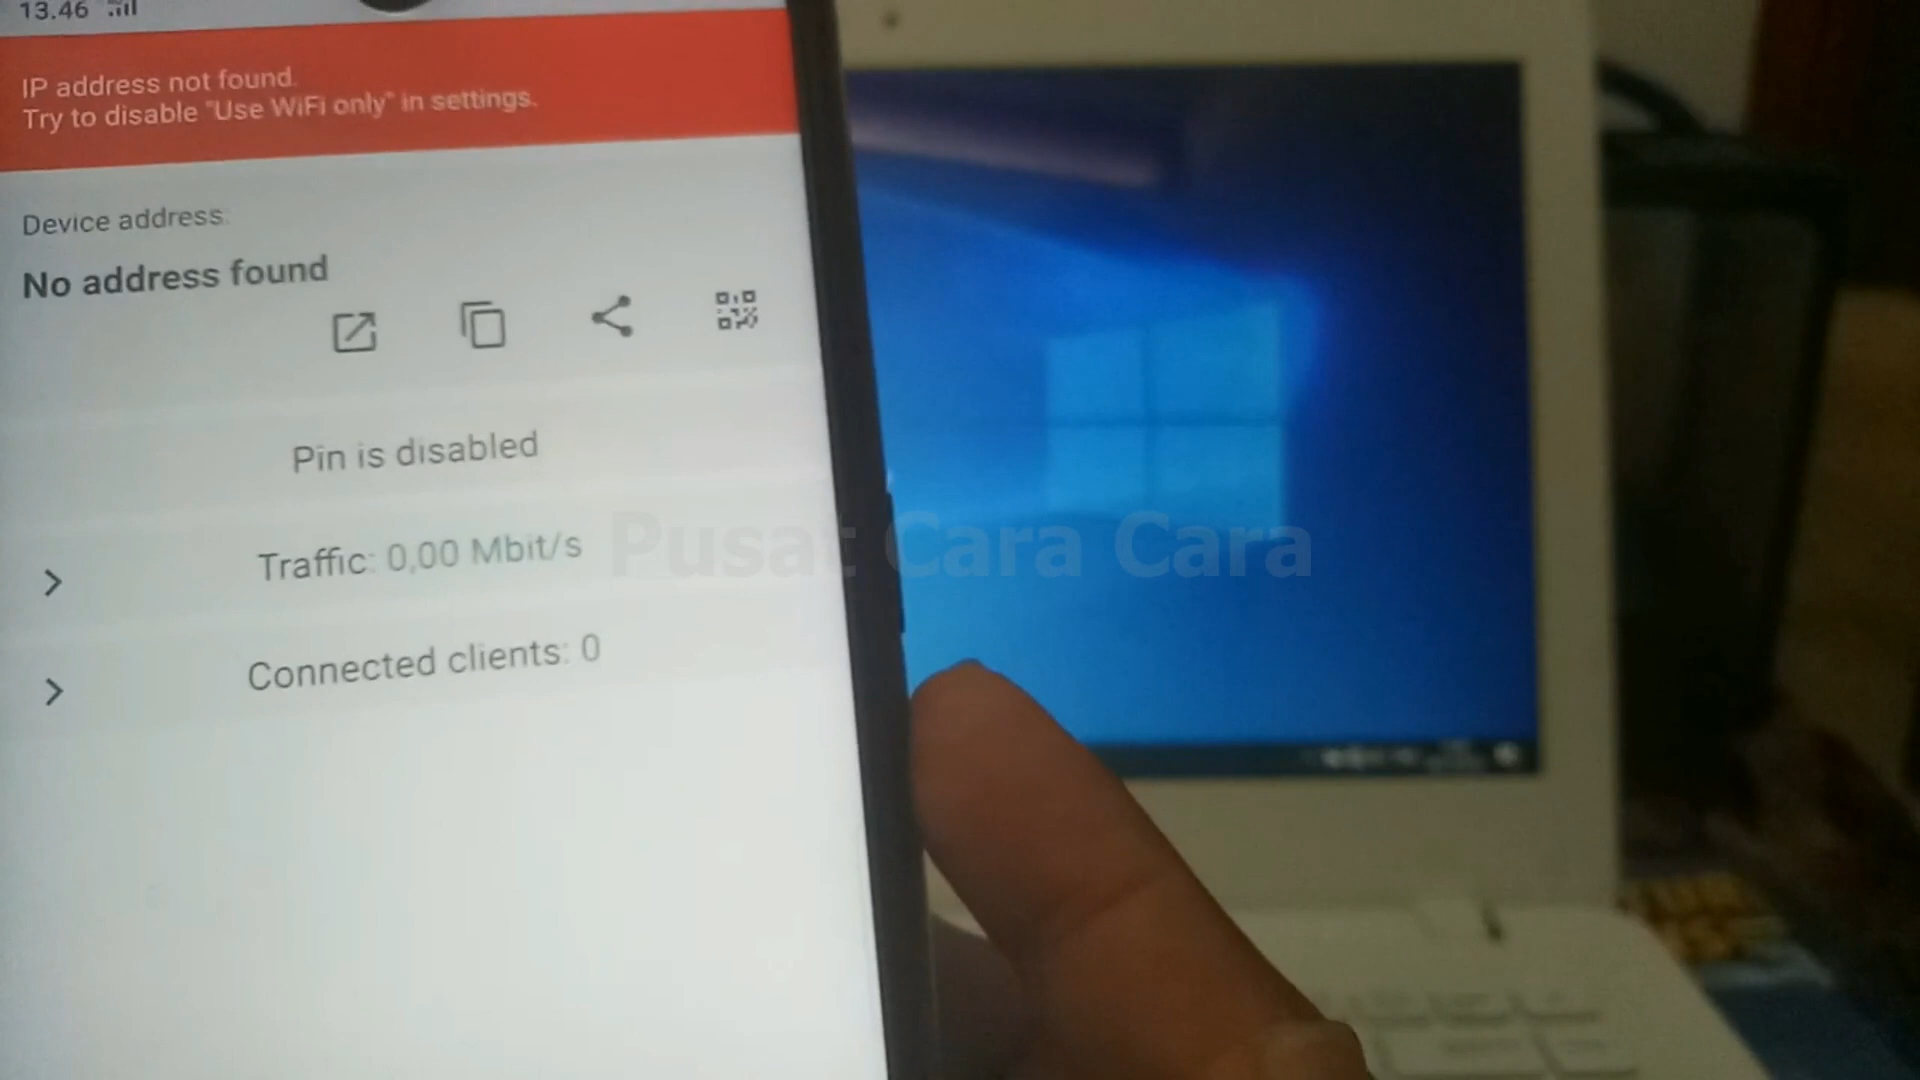 13.46
IP address not found.
Try to disable "Use WiFi only" in settings.
Device address:
No address found
Pin is disabled
Traffic: 0,00 Mbit/s
Connected clients: 0
Pusat Cara Cara